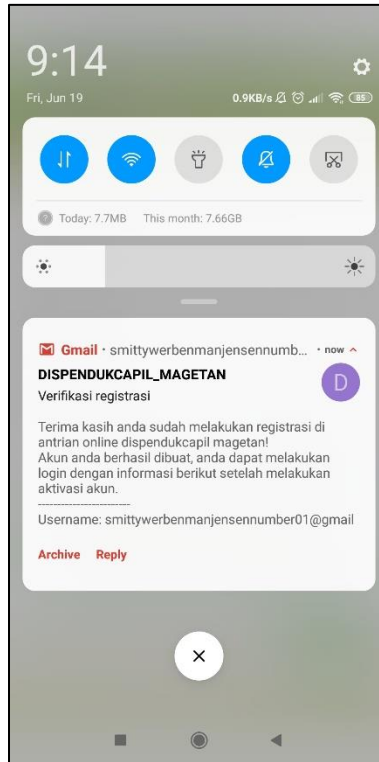 9:14
Fri, Jun 19
0.9KB/s
85
Today: 7.7MB This month: 7.66GB
Gmail · smittywerbenmanjensennumb... · now
DISPENDUKCAPIL_MAGETAN
D
Verifikasi registrasi
Terima kasih anda sudah melakukan registrasi di
antrian online dispendukcapil magetan!
Akun anda berhasil dibuat, anda dapat melakukan
login dengan informasi berikut setelah melakukan
aktivasi akun.
-----------------------
Username: smittywerbenmanjensennumber01@gmail
Archive Reply